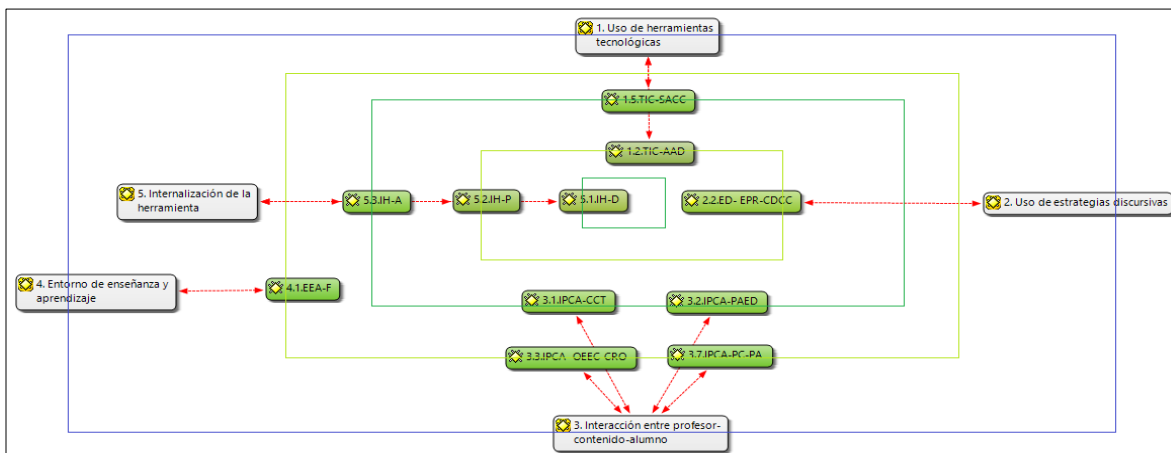 1. Uso de herramientas
tecnológicas
1.5.TIC-SACC
1.2.TIC-AAD
5. Internalización de la
herramienta
5.3.IH-A
5.2.IH-P
5.1.IH-D
2.2.ED- EPR-CDCC
2. Uso de estrategias discursivas
4. Entorno de enseñanza y
aprendizaje
4.1.EEA-F
3.1.IPCA-CCT
3.2.IPCA-PAED
3.3.IPCA OEEC CRO
3.7.IPCA-PC-PA
3. Interacción entre profesor-
contenido-alumno